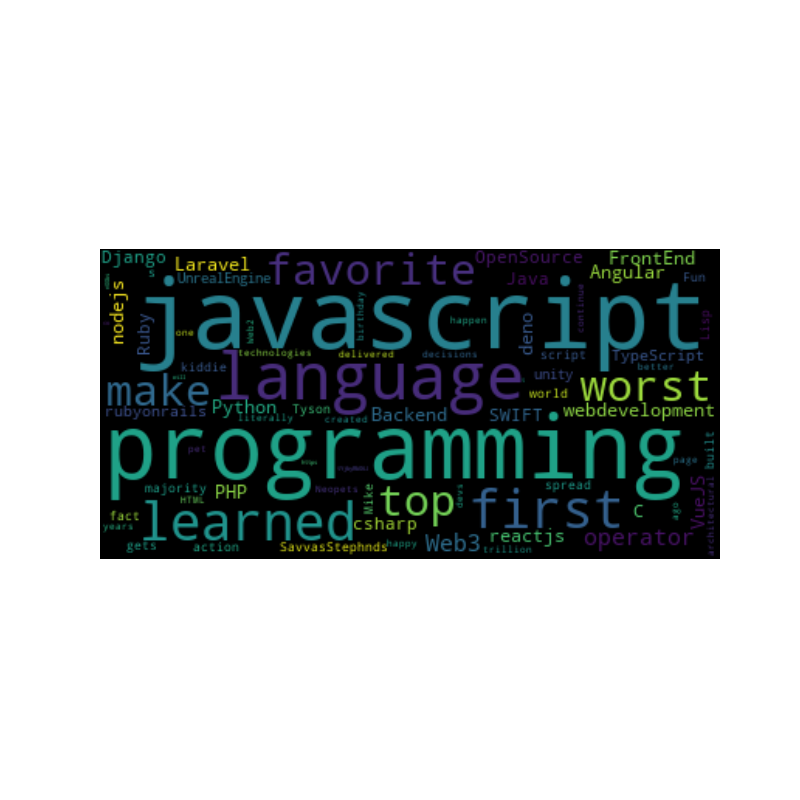 Django
Laravel
favorite
OpenSource
FrontEnd
s
UnrealEngine
Java
Angular
Fun
nodejs
javascript
Ruby
one
Web2
birthday
happen
deno
continue
Lisp
technologies
delivered
decisions
script
TypeScript
kiddie
language
better
make
unity
world
worst
rubyonrails
Python
Tyson
Backend
SWIFT
webdevelopment
literally
created
programming
pet
page
built
majority
PHP
HTML
Neopets
Mike
top
devs
first
spread
C
ago
VueJS
architectural
fact
years
learned
csharp
gets
action
SavvasStephnds
happy
Web3
reactjs
trillion
operator